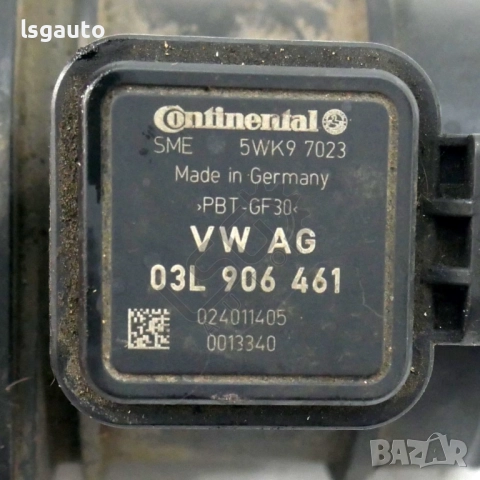 lsgauto
Continental
SME 5WK9 7023
Made in Germany
>PBT-GF30<
VW AG
03L 906 461
024011405
0013340
BAZAR